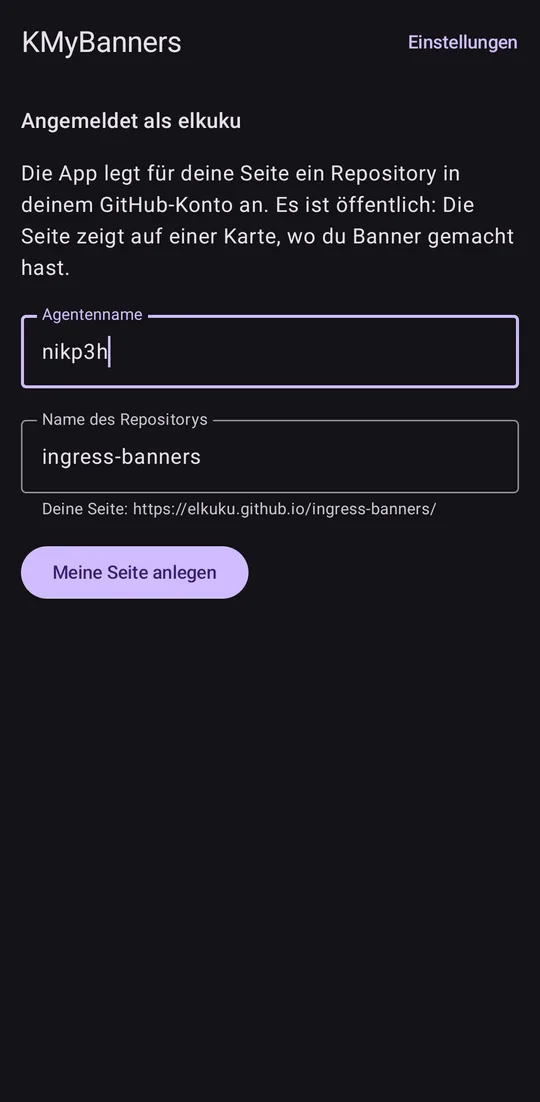 KMyBanners
Einstellungen
Angemeldet als elkuku
Die App legt für deine Seite ein Repository in
deinem GitHub-Konto an. Es ist öffentlich: Die
Seite zeigt auf einer Karte, wo du Banner gemacht
hast.
Agentenname
nikp3h
Name des Repositorys
ingress-banners
Deine Seite: https://elkuku.github.io/ingress-banners/
Meine Seite anlegen